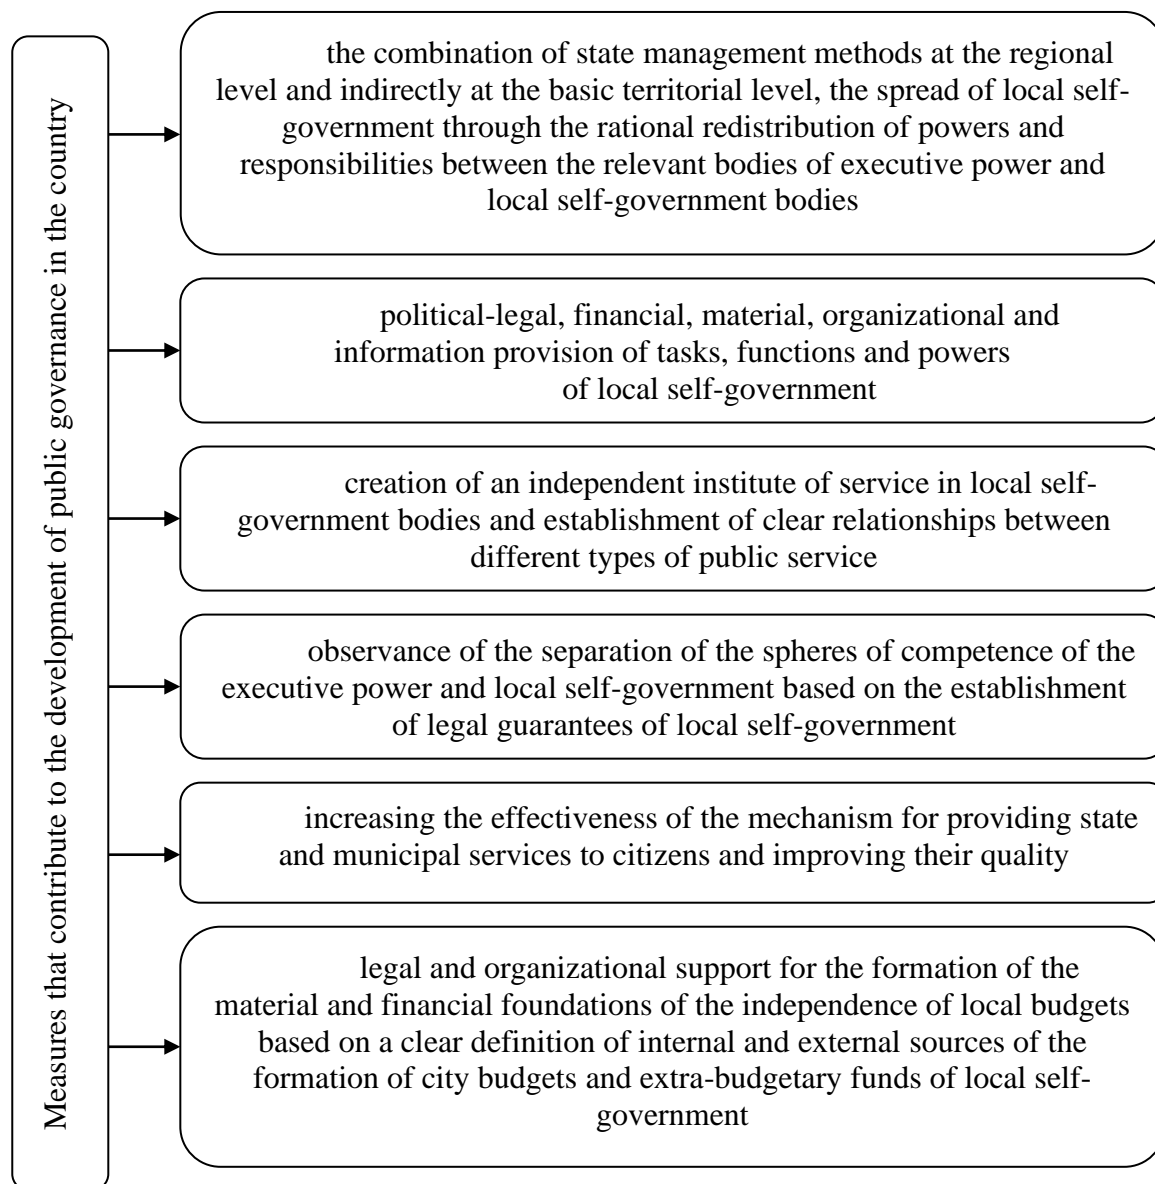 Measures that contribute to the development of public governance in the country
the combination of state management methods at the regional
level and indirectly at the basic territorial level, the spread of local self-
government through the rational redistribution of powers and
responsibilities between the relevant bodies of executive power and
local self-government bodies
political-legal, financial, material, organizational and
information provision of tasks, functions and powers
of local self-government
creation of an independent institute of service in local self-
government bodies and establishment of clear relationships between
different types of public service
observance of the separation of the spheres of competence of the
executive power and local self-government based on the establishment
of legal guarantees of local self-government
increasing the effectiveness of the mechanism for providing state
and municipal services to citizens and improving their quality
legal and organizational support for the formation of the
material and financial foundations of the independence of local budgets
based on a clear definition of internal and external sources of the
formation of city budgets and extra-budgetary funds of local self-
government